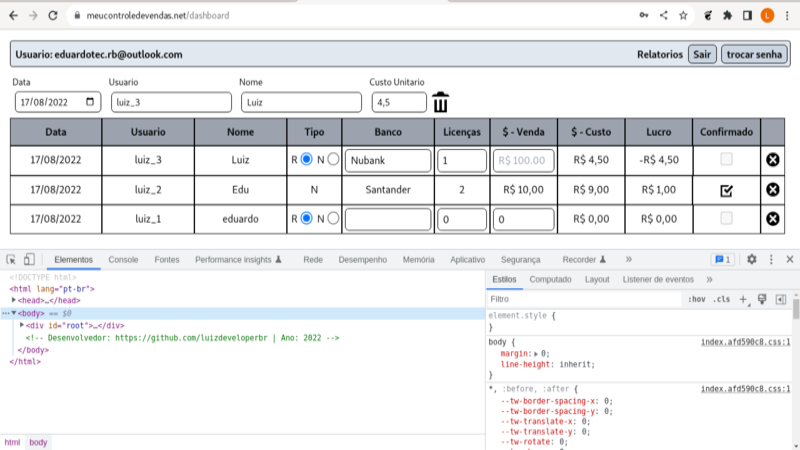 meucontroledevendas.net/dashboard
L
Usuario: eduardotec.rb@outlook.com
Relatorios Sair trocar senha
Data Usuario Nome Custo Unitario
17/08/2022 luiz_3 Luiz 4,5
Data Usuario Nome Tipo Banco Licenças $ - Venda $ - Custo Lucro Confirmado
17/08/2022 luiz_3 Luiz R N Nubank 1 R$ 100.00 R$ 4,50 -R$ 4,50
17/08/2022 luiz_2 Edu N Santander 2 R$ 10,00 R$ 9,00 R$ 1,00
17/08/2022 luiz_1 eduardo R N 0 0 R$ 0,00 R$ 0,00
Elementos Console Fontes Performance insights Rede Desempenho Memória Aplicativo Segurança Recorder » 1
<!DOCTYPE html>
<html lang="pt-br">
<head>…</head>
<body> == $0
<div id="root">…</div>
<!-- Desenvolvedor: https://github.com/luizdeveloperbr | Ano: 2022 -->
</body>
</html>
html body
Estilos Computado Layout Listener de eventos »
Filtro :hov .cls +
element.style {
}
body { index.afd590c8.css:1
margin: 0;
line-height: inherit;
}
*, :before, :after { index.afd590c8.css:1
--tw-border-spacing-x: 0;
--tw-border-spacing-y: 0;
--tw-translate-x: 0;
--tw-translate-y: 0;
--tw-rotate: 0;